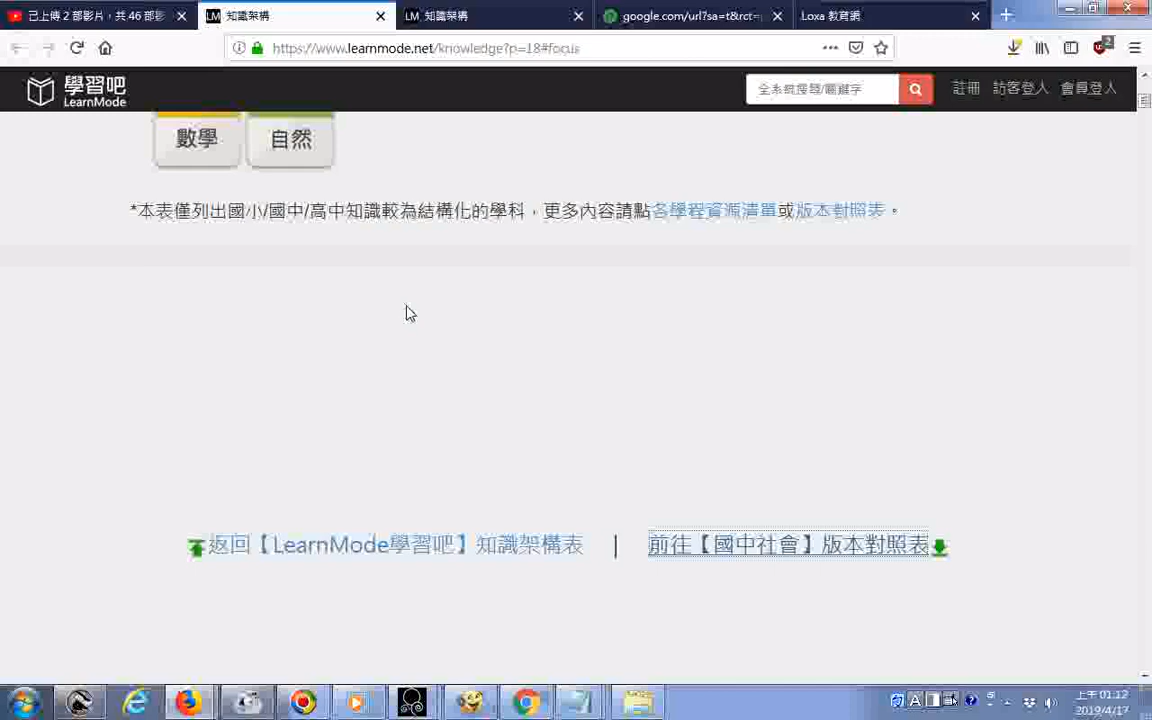 已上傳 2 部影片，共 46 部影
知識架構
知識架構
google.com/url?sa=t&rct=
Loxa 教育網
https://www.learnmode.net/knowledge?p=18#focus
學習吧
LearnMode
全系統搜尋/關鍵字
註冊
訪客登入
會員登入
數學
自然
*本表僅列出國小/國中/高中知識較為結構化的學科，更多內容請點各學程資源清單或版本對照表。
返回【LearnMode學習吧】知識架構表 | 前往【國中社會】版本對照表
上午 01:12
2019/4/17